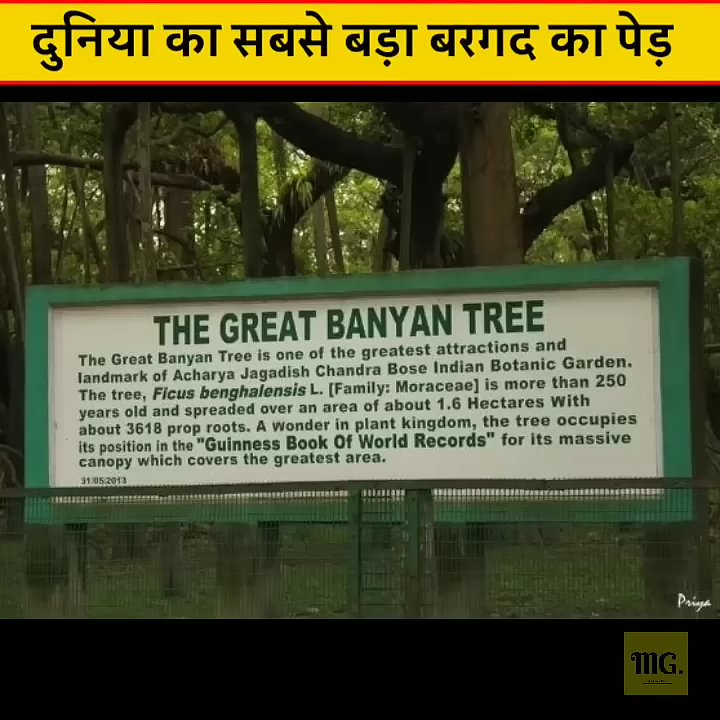 दुनिया का सबसे बड़ा बरगद का पेड़
THE GREAT BANYAN TREE
The Great Banyan Tree is one of the greatest attractions and
landmark of Acharya Jagadish Chandra Bose Indian Botanic Garden.
The tree, Ficus benghalensis L. [Family: Moraceae] is more than 250
years old and spreaded over an area of about 1.6 Hectares With
about 3618 prop roots. A Wonder in plant kingdom, the tree occupies
its position in the "Guinness Book Of World Records" for its massive
canopy which covers the greatest area.
31/05/2013
Priya
MG.